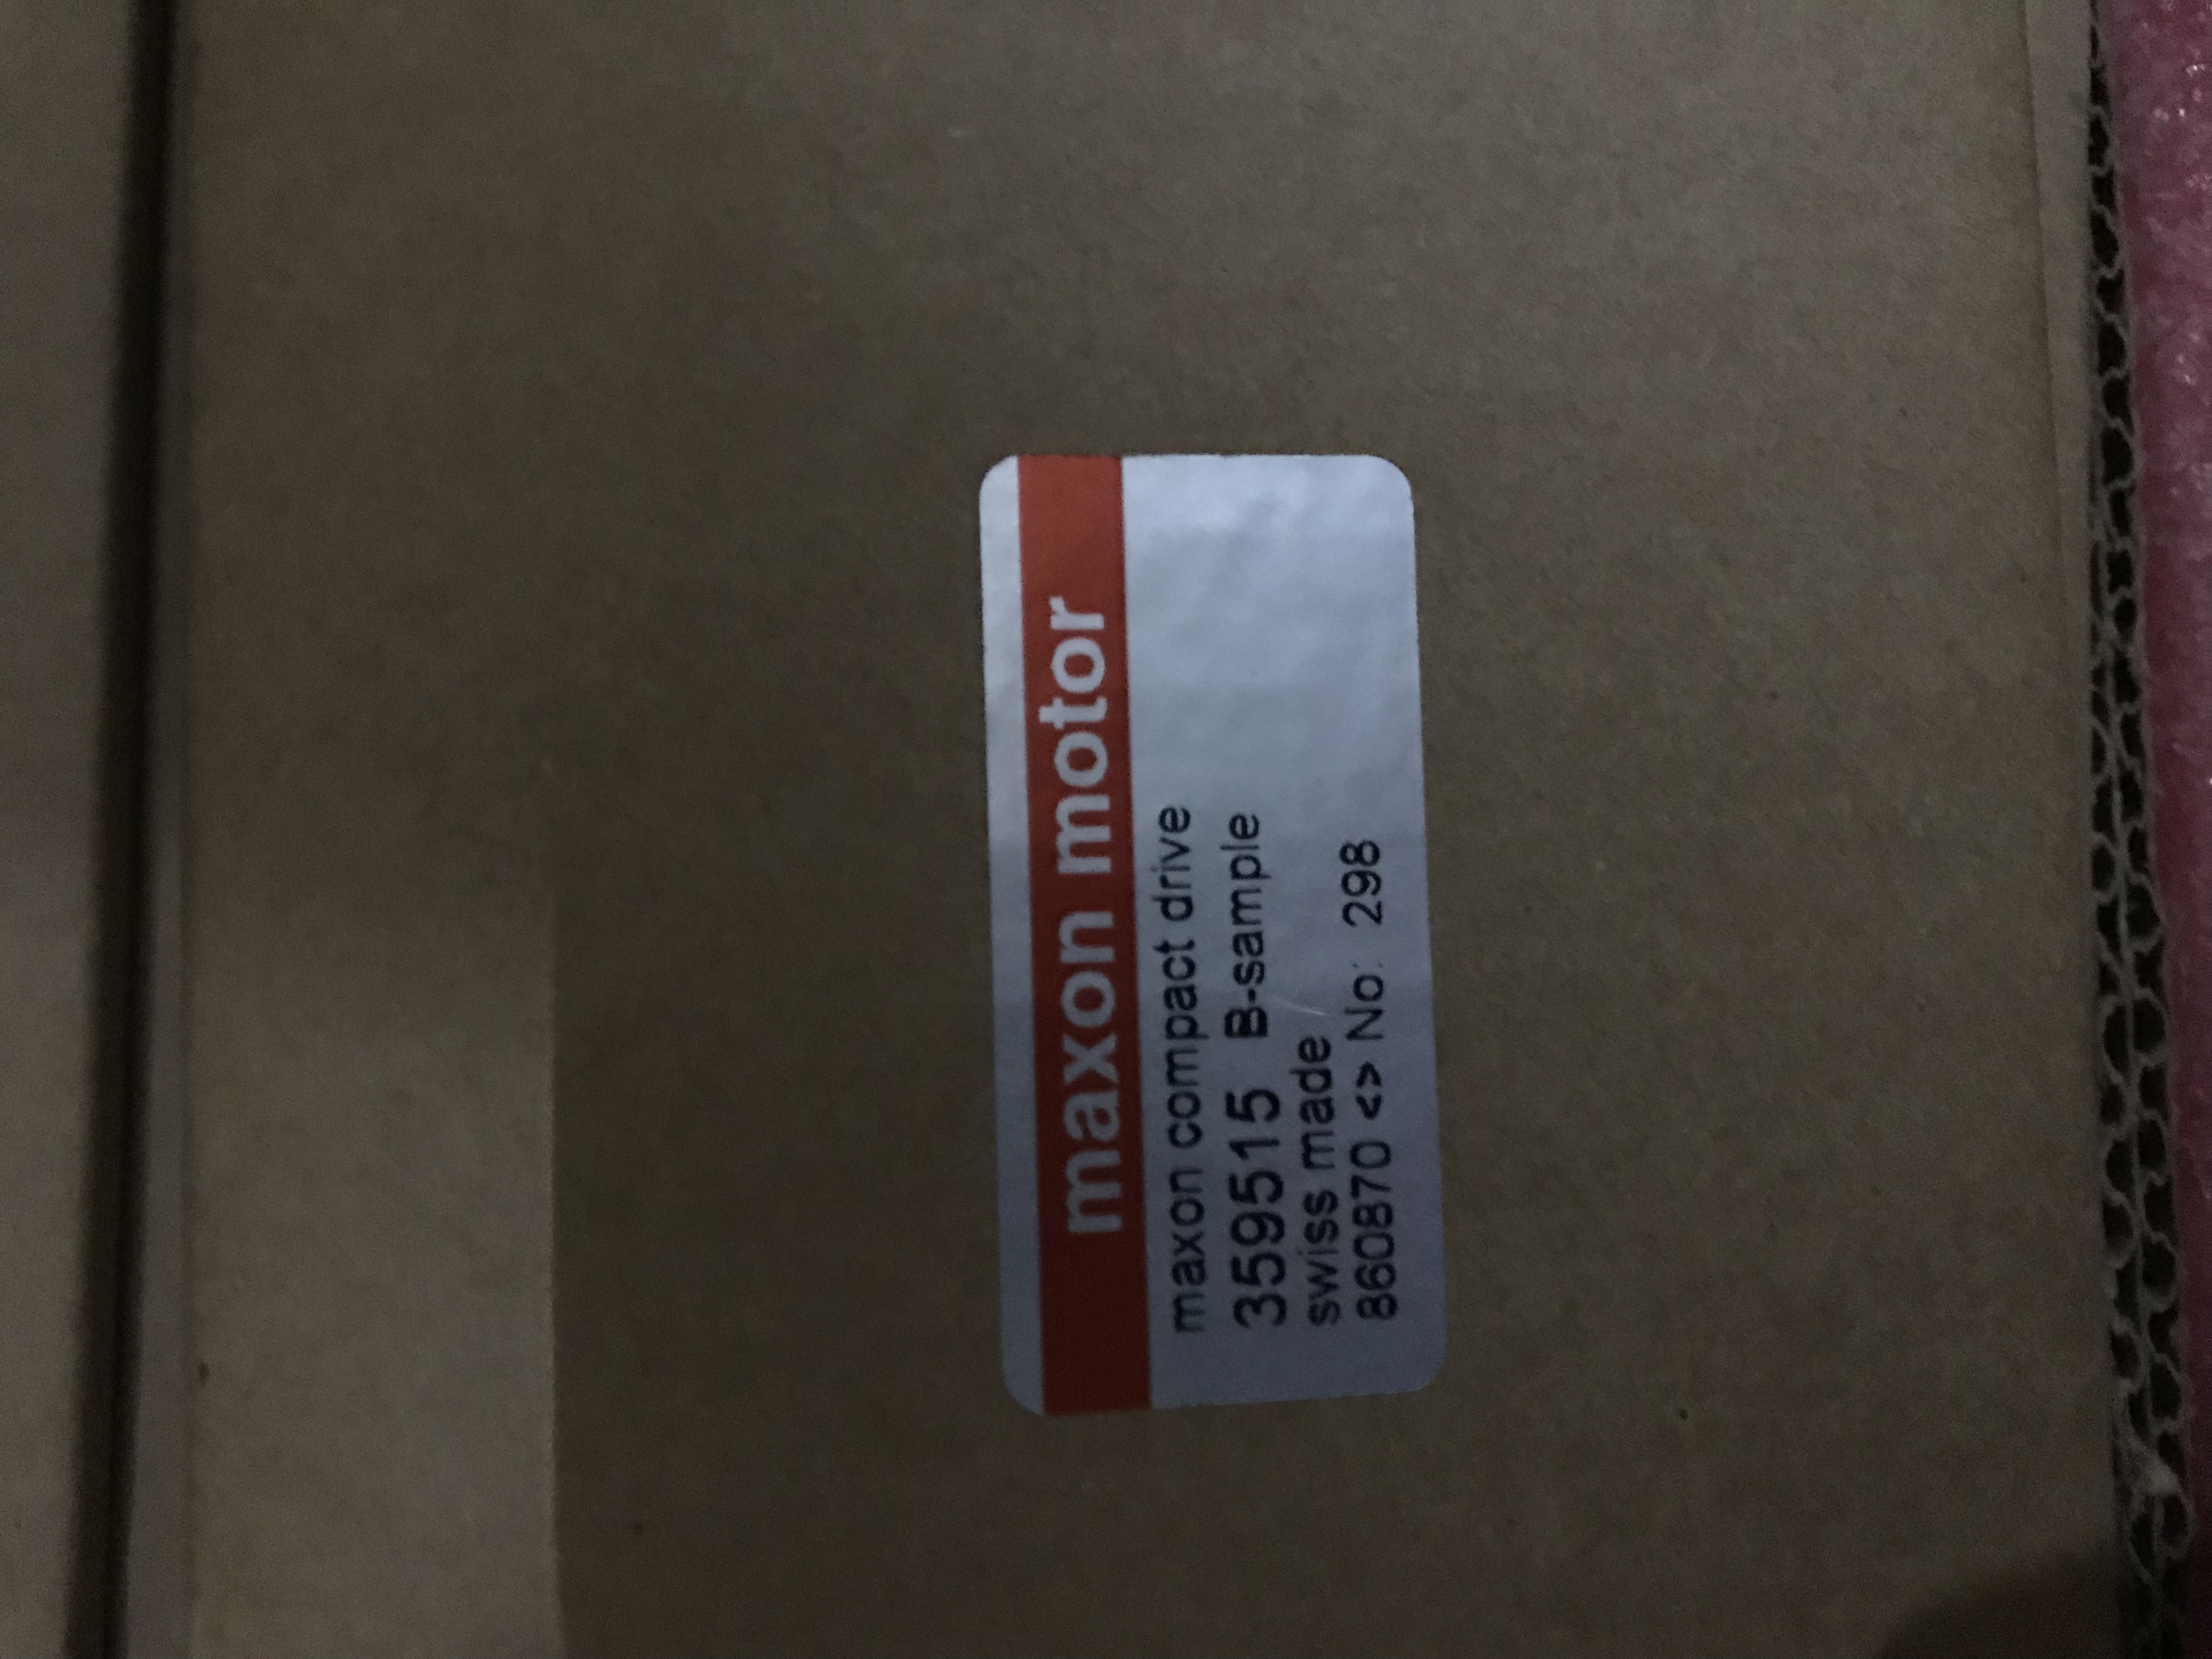 maxon motor
maxon compact drive
359515 B-sample
swiss made
860870 <> No: 298